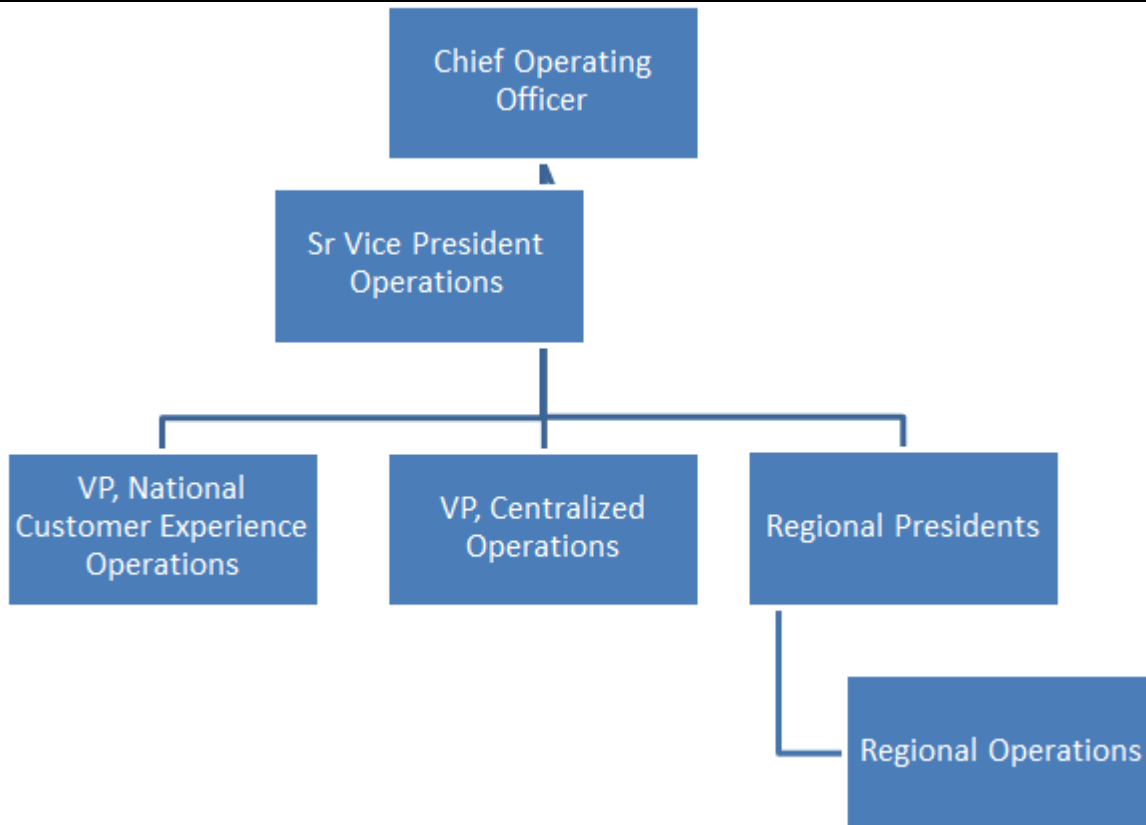 Chief Operating
Officer
Sr Vice President
Operations
VP, National
Customer Experience
Operations
VP, Centralized
Operations
Regional Presidents
Regional Operations